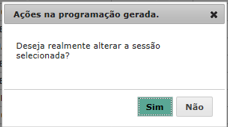 Ações na programação gerada.
Deseja realmente alterar a sessão
selecionada?
Sim Não